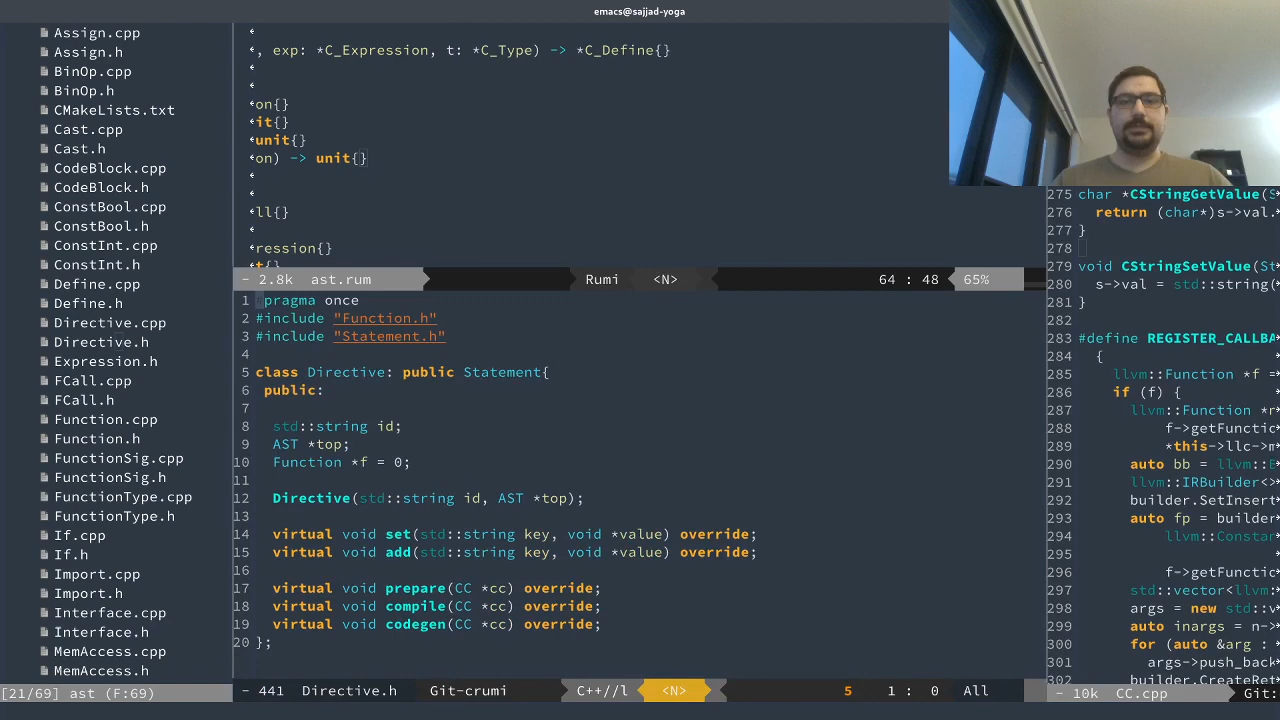 emacs@sajjad-yoga
Assign.cpp
Assign.h
BinOp.cpp
BinOp.h
CMakeLists.txt
Cast.cpp
Cast.h
CodeBlock.cpp
CodeBlock.h
ConstBool.cpp
ConstBool.h
ConstInt.cpp
ConstInt.h
Define.cpp
Define.h
Directive.cpp
Directive.h
Expression.h
FCall.cpp
FCall.h
Function.cpp
Function.h
FunctionSig.cpp
FunctionSig.h
FunctionType.cpp
FunctionType.h
If.cpp
If.h
Import.cpp
Import.h
Interface.cpp
Interface.h
MemAccess.cpp
MemAccess.h
[21/69] ast (F:69)
, exp: *C_Expression, t: *C_Type) -> *C_Define{}
on{}
it{}
unit{}
on) -> unit{}
ll{}
ression{}
t{}
- 2.8k ast.rum Rumi <N> 64 : 48 65%
1 #pragma once
2 #include "Function.h"
3 #include "Statement.h"
4
5 class Directive: public Statement{
6 public:
7
8 std::string id;
9 AST *top;
10 Function *f = 0;
11
12 Directive(std::string id, AST *top);
13
14 virtual void set(std::string key, void *value) override;
15 virtual void add(std::string key, void *value) override;
16
17 virtual void prepare(CC *cc) override;
18 virtual void compile(CC *cc) override;
19 virtual void codegen(CC *cc) override;
20 };
- 441 Directive.h Git-crumi C++//l <N> 5 1 : 0 All
275 char *CStringGetValue(S
276 return (char*)s->val.
277 }
278
279 void CStringSetValue(St
280 s->val = std::string(
281 }
282
283 #define REGISTER_CALLBA
284 {
285 llvm::Function *f =
286 if (f) {
287 llvm::Function *r
288 f->getFunctic
289 *this->llc->m
290 auto bb = llvm::B
291 llvm::IRBuilder<>
292 builder.SetInsert
293 auto fp = builder
294 llvm::Constar
295
296 f->getFunctic
297 std::vector<llvm:
298 args = new std::v
299 auto inargs = n->
300 for (auto &arg :
301 args->push_back
302 builder.CreateRet
- 10k CC.cpp Git: